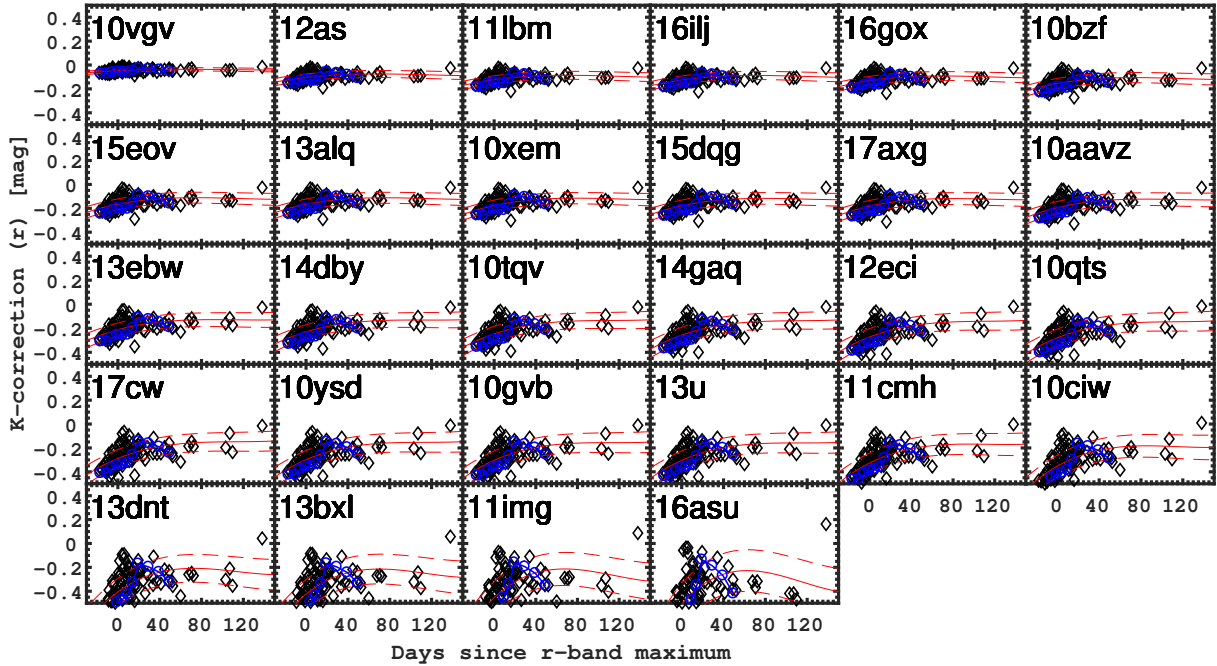 0.4 10vgv 12as 11lbm 16ilj 16gox 10bzf
0.2
0
−0.2
0.4 15eov 13alq 10xem 15dqg 17axg 10aavz
0.2
0
−0.2
−0.4
0.4 13ebw 14dby 10tqv 14gaq 12eci 10qts
0.2
0
−0.2
−0.4
0.4 17cw 10ysd 10gvb 13u 11cmh 10ciw
0.2
0
−0.2
−0.4
0.4 13dnt 13bxl 11img 16asu
0.2
0
−0.2
−0.4
K−correction (r) [mag]
0 40 80 120 0 40 80 120 0 40 80 120 0 40 80 120 0 40 80 120 0 40 80 120
Days since r−band maximum